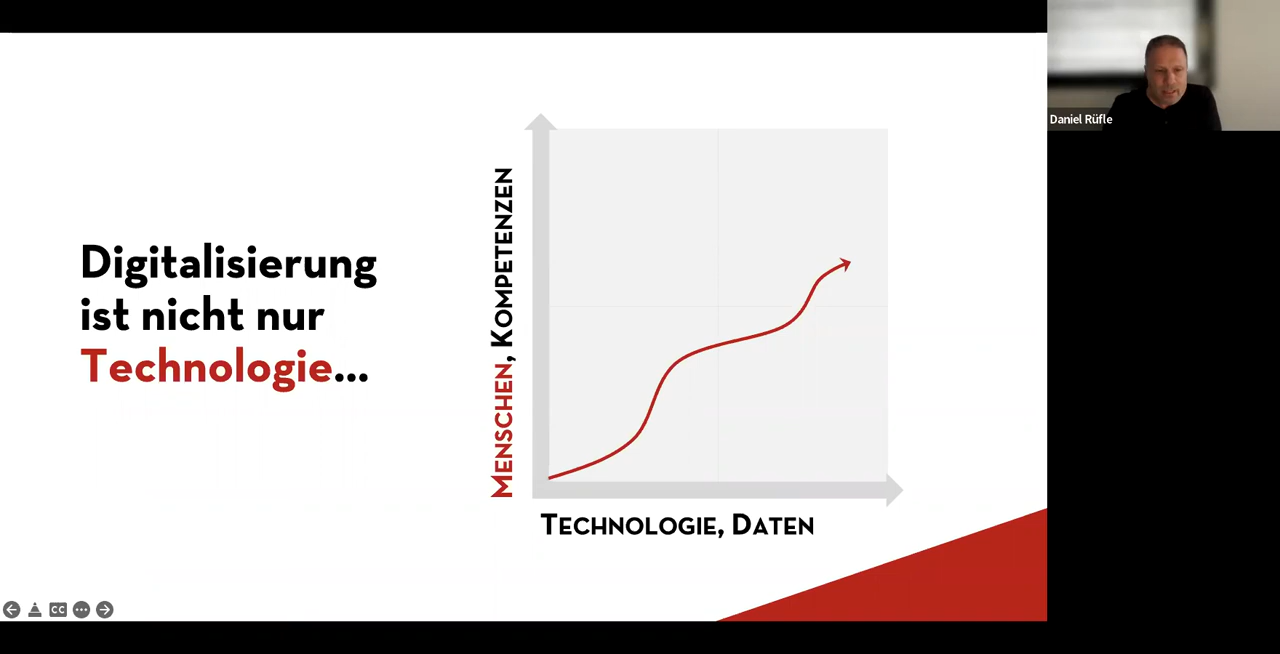 Digitalisierung
ist nicht nur
Technologie...
MENSCHEN, KOMPETENZEN
TECHNOLOGIE, DATEN
Daniel Rüfle
CC